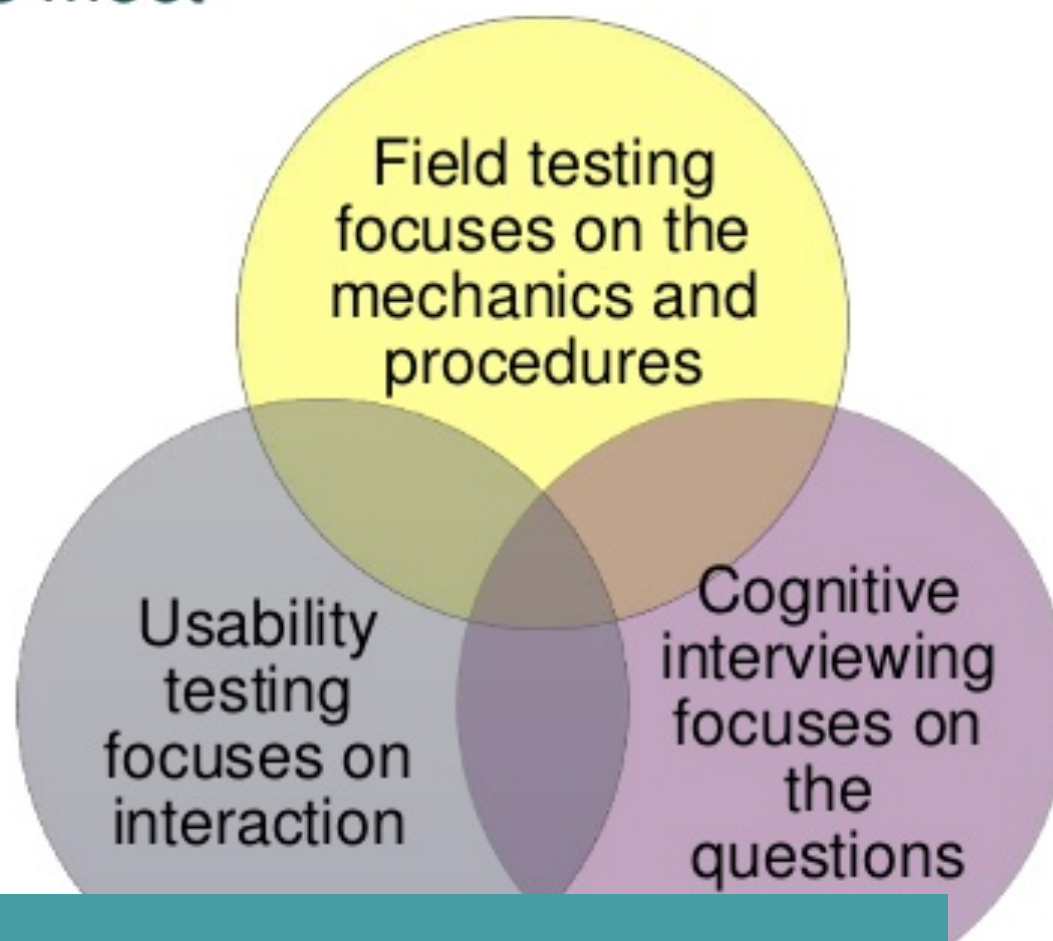 Field testing
focuses on the
mechanics and
procedures
Usability
testing
focuses on
interaction
Cognitive
interviewing
focuses on
the
questions